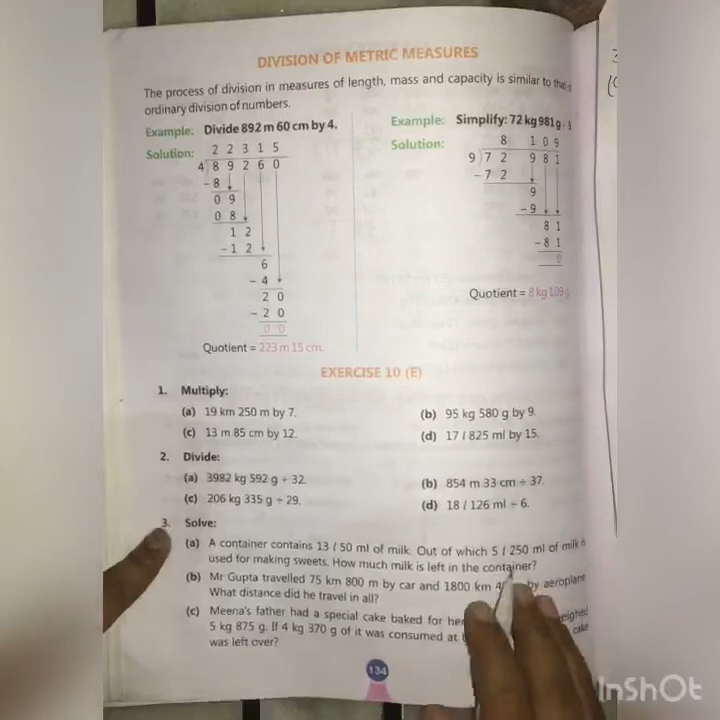 DIVISION OF METRIC MEASURES
The process of division in measures of length, mass and capacity is similar to
ordinary division of numbers.
Example: Divide 892 m 60 cm by 4.
Solution:
2 2 3 1 5
4) 8 9 2 6 0
– 8
0 9
0 8
1 2
– 1 2
6
– 4
2 0
– 2 0
0 0
Quotient = 223 m 15 cm.
Example: Simplify: 72 kg 981 g
Solution:
8 1 0 9
9) 7 2 9 8 1
– 7 2
9
– 9
8 1
– 8 1
0
Quotient = 8 kg 109 g
EXERCISE 10 (E)
1. Multiply:
(a) 19 km 250 m by 7. (b) 95 kg 580 g by 9.
(c) 13 m 85 cm by 12. (d) 17 l 825 ml by 15.
2. Divide:
(a) 3982 kg 592 g ÷ 32. (b) 854 m 33 cm ÷ 37.
(c) 206 kg 335 g ÷ 29. (d) 18 l 126 ml ÷ 6.
3. Solve:
(a) A container contains 13 l 50 ml of milk. Out of which 5 l 250 ml of milk is
used for making sweets. How much milk is left in the container?
(b) Mr Gupta travelled 75 km 800 m by car and 1800 km by aeroplane
What distance did he travel in all?
(c) Meena's father had a special cake baked for her
5 kg 875 g. If 4 kg 370 g of it was consumed at cake
was left over?
134
InShOt